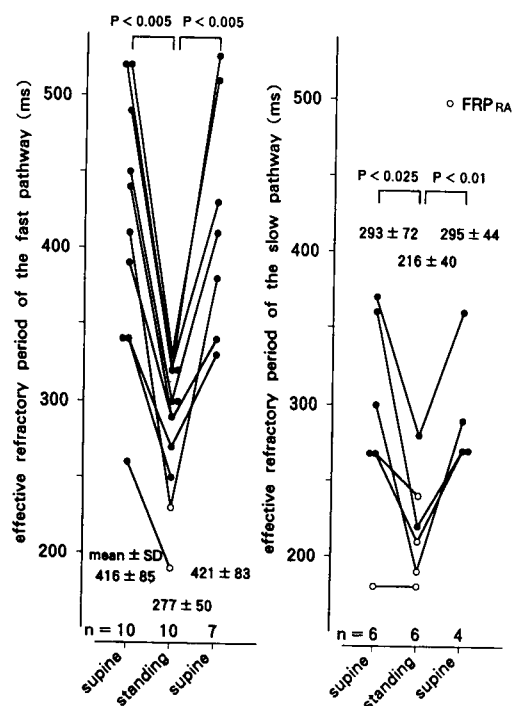 P < 0.005 P < 0.005
effective refractory period of the fast pathway (ms)
500
400
300
200
mean ± SD
416 ± 85 421 ± 83
277 ± 50
n = 10 10 7
supine
standing
supine
effective refractory period of the slow pathway (ms)
500
○ FRP RA
P < 0.025 P < 0.01
400
293 ± 72 295 ± 44
216 ± 40
300
200
n = 6 6 4
supine
standing
supine